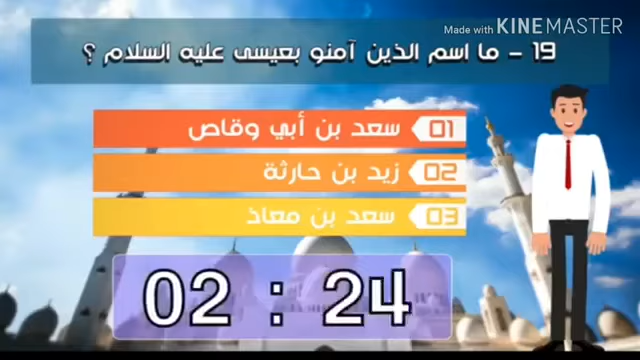 Made with KINEMASTER
19 - ما اسم الذين آمنو بعيسى عليه السلام ؟
01 سعد بن أبي وقاص
02 زيد بن حارثة
03 سعد بن معاذ
02 : 24